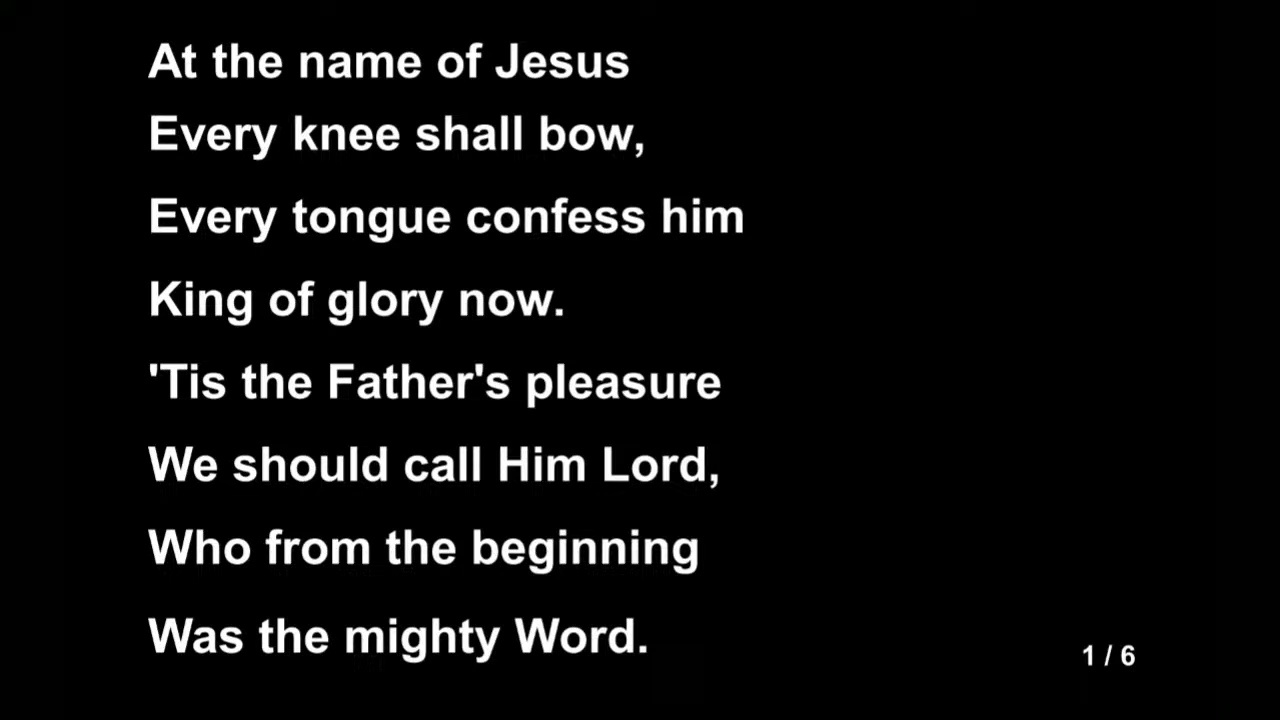 At the name of Jesus
Every knee shall bow,
Every tongue confess him
King of glory now.
'Tis the Father's pleasure
We should call Him Lord,
Who from the beginning
Was the mighty Word.
1 / 6